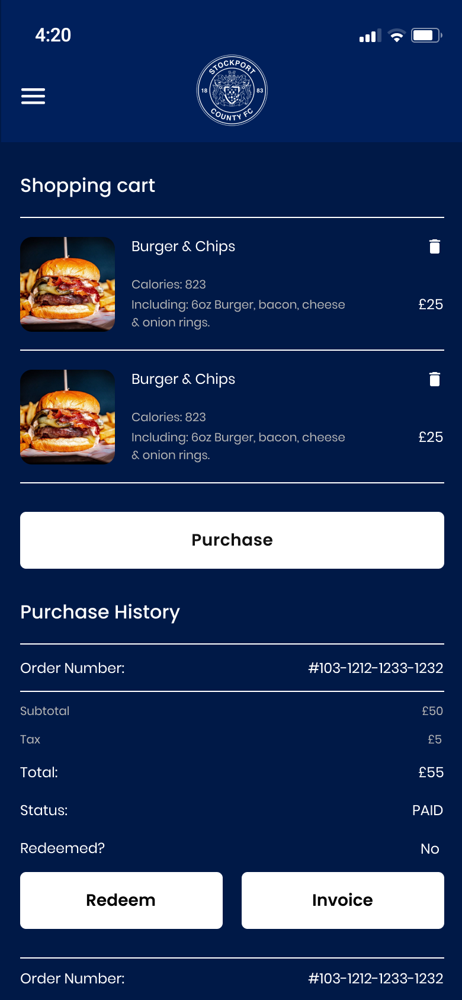 4:20
STOCKPORT
18 83
COUNTY FC
Shopping cart
Burger & Chips
Calories: 823
Including: 6oz Burger, bacon, cheese
& onion rings.
£25
Burger & Chips
Calories: 823
Including: 6oz Burger, bacon, cheese
& onion rings.
£25
Purchase
Purchase History
Order Number: #103-1212-1233-1232
Subtotal £50
Tax £5
Total: £55
Status: PAID
Redeemed? No
Redeem Invoice
Order Number: #103-1212-1233-1232